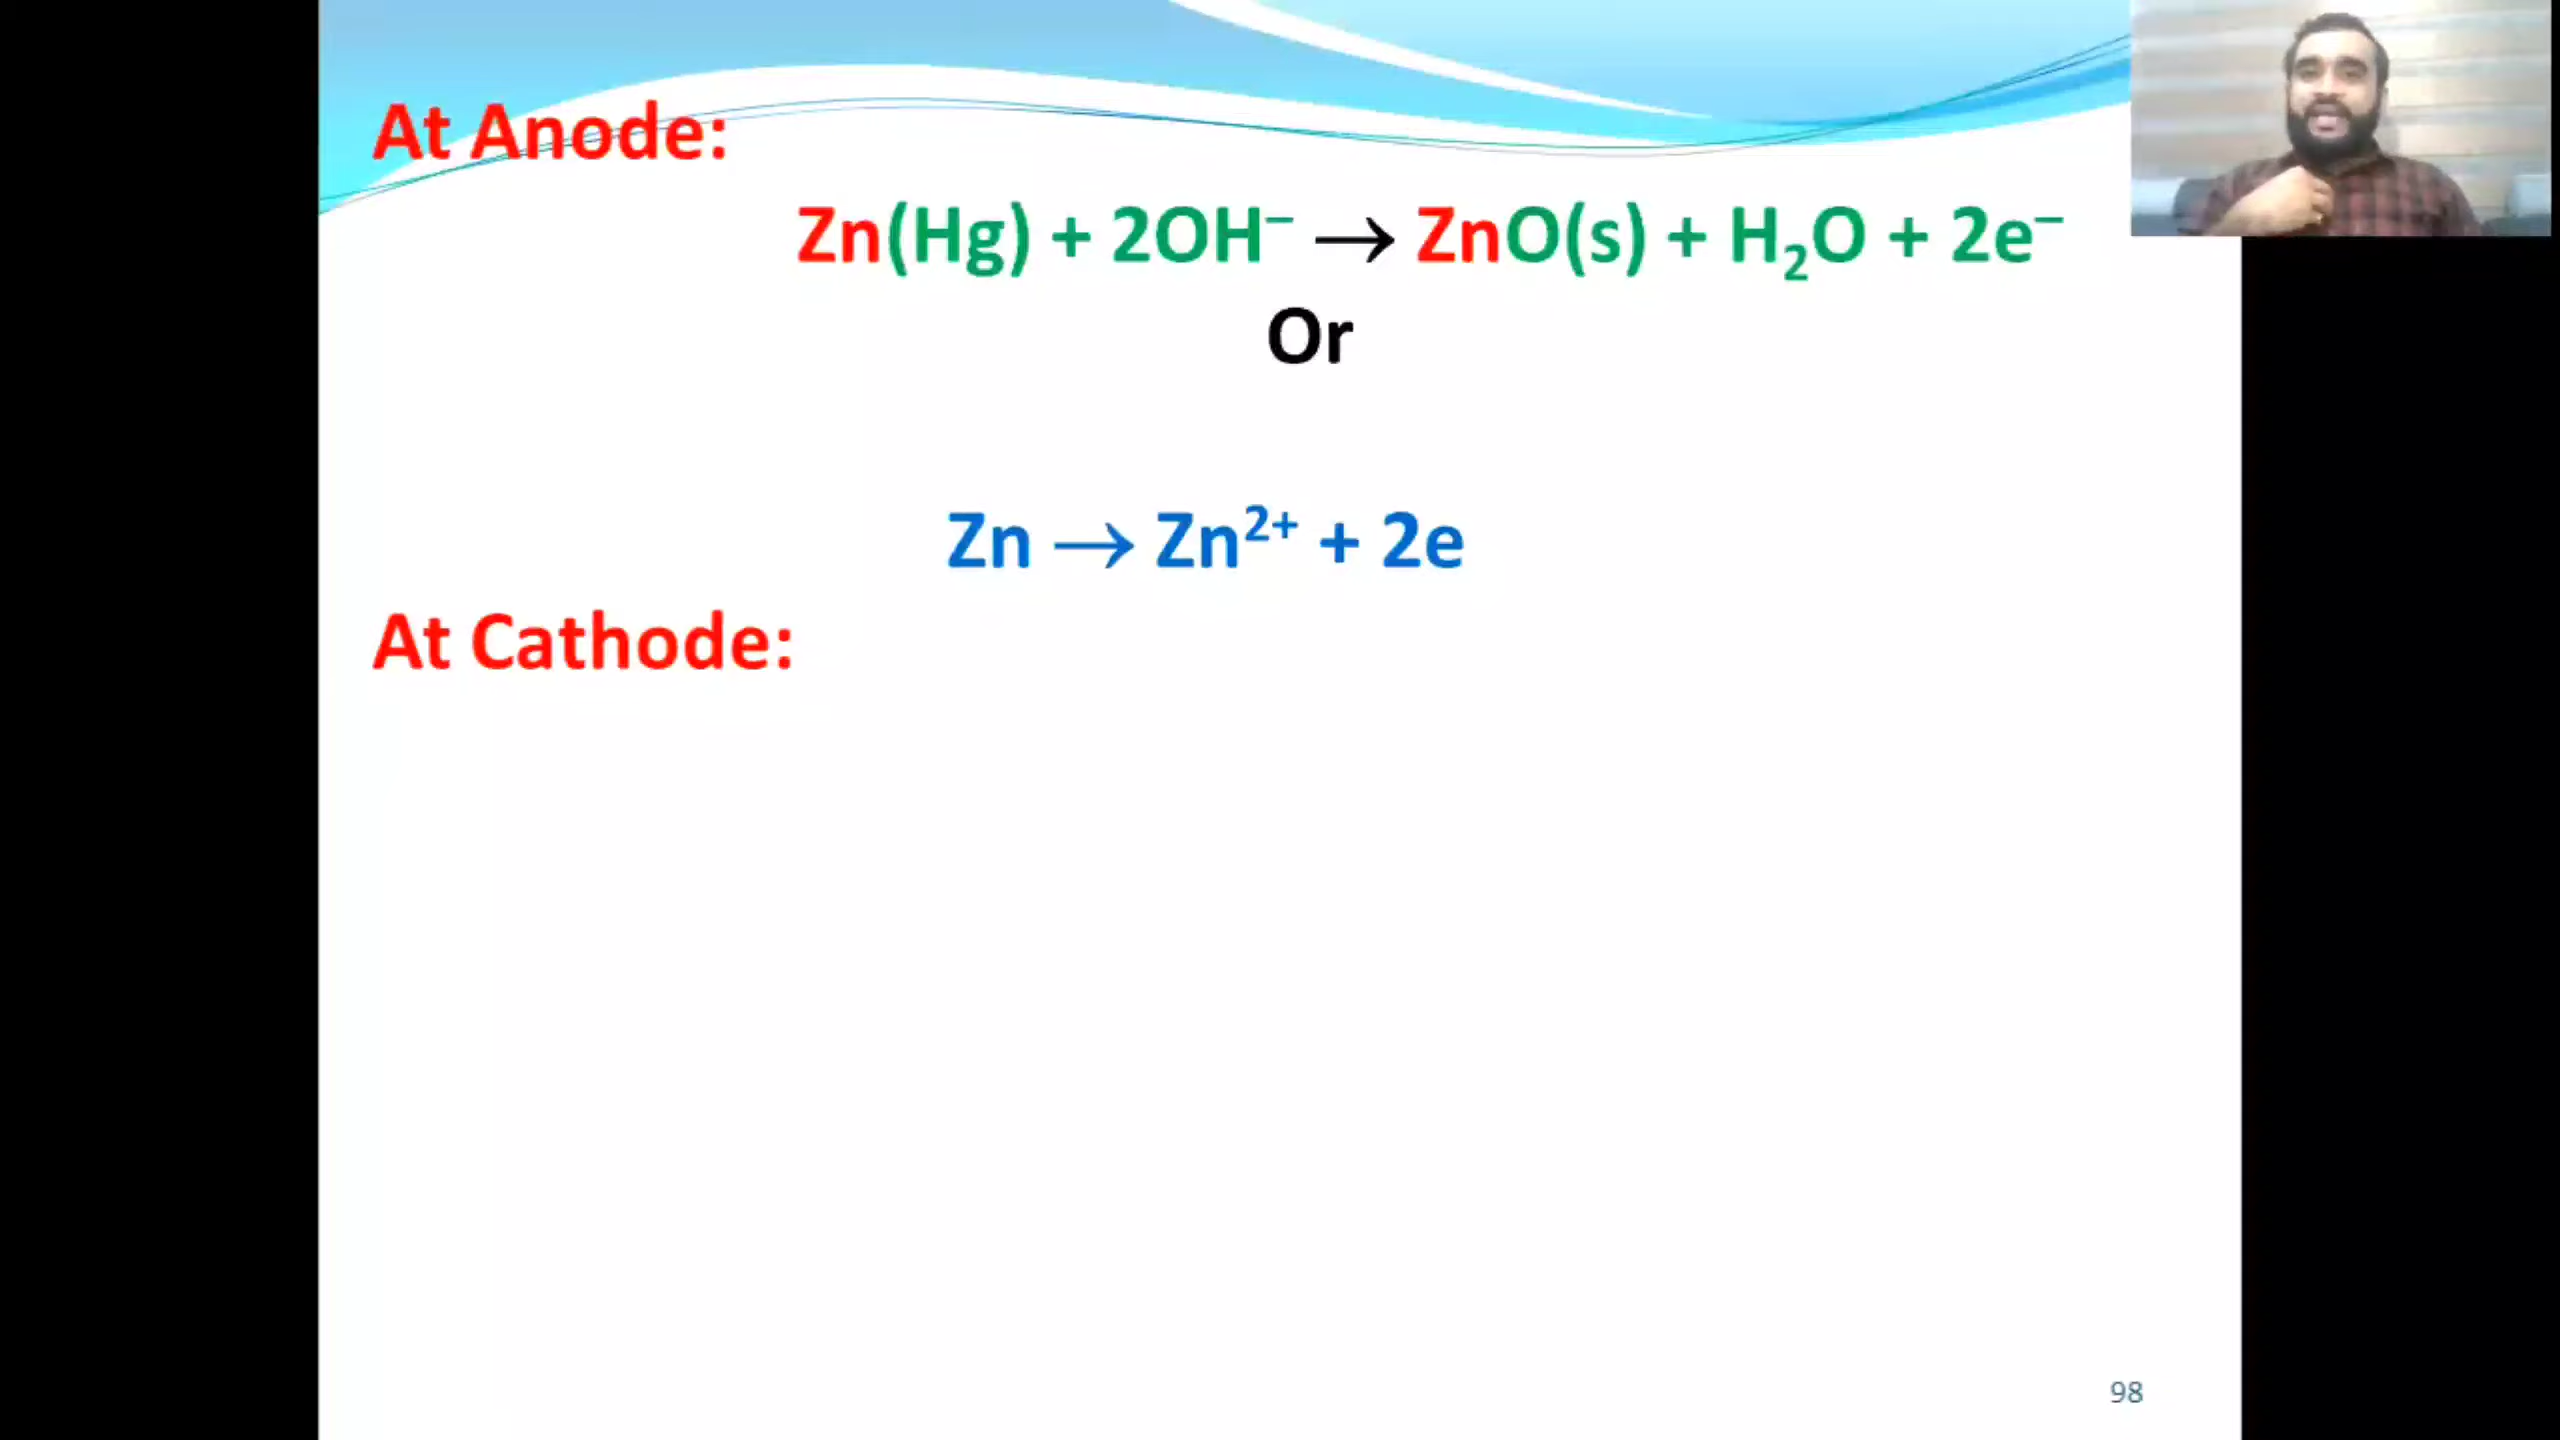 At Anode:
Zn(Hg) + 2OH⁻ → ZnO(s) + H₂O + 2e⁻
Or
Zn → Zn²⁺ + 2e
At Cathode:
98